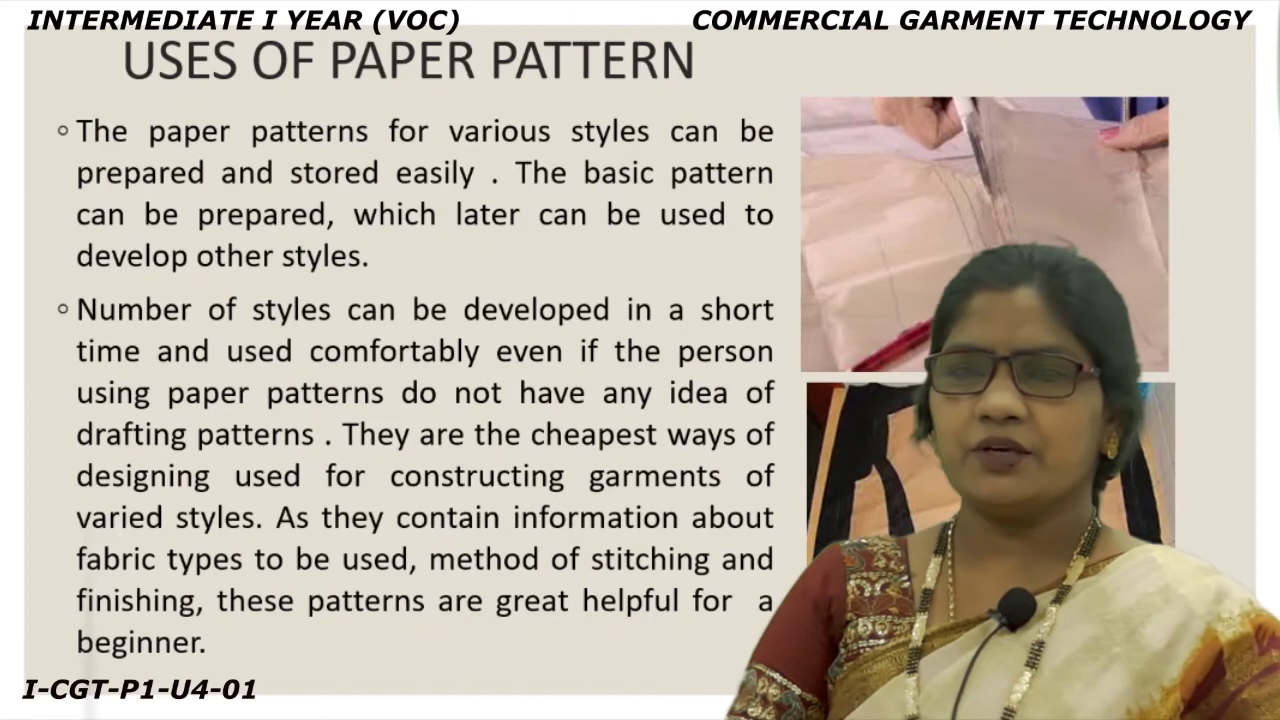 INTERMEDIATE I YEAR (VOC)
COMMERCIAL GARMENT TECHNOLOGY
USES OF PAPER PATTERN
◦ The paper patterns for various styles can be
prepared and stored easily . The basic pattern
can be prepared, which later can be used to
develop other styles.
◦ Number of styles can be developed in a short
time and used comfortably even if the person
using paper patterns do not have any idea of
drafting patterns . They are the cheapest ways of
designing used for constructing garments of
varied styles. As they contain information about
fabric types to be used, method of stitching and
finishing, these patterns are great helpful for a
beginner.
I-CGT-P1-U4-01